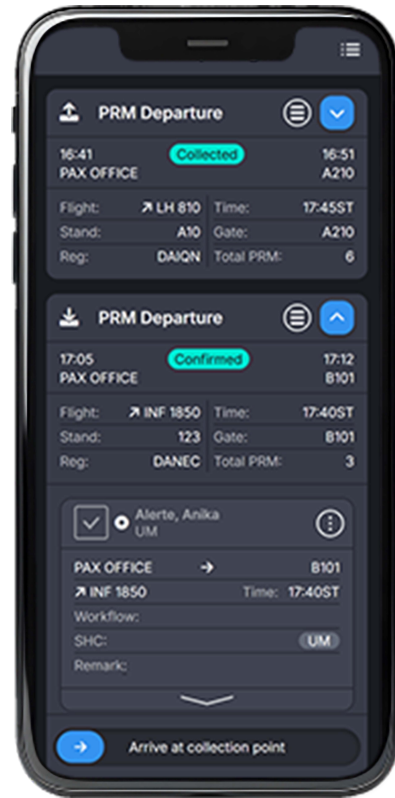 PRM Departure
16:41 Collected 16:51
PAX OFFICE A210
Flight: LH 810 Time: 17:45ST
Stand: A10 Gate: A210
Reg: DAIQN Total PRM: 6
PRM Departure
17:05 Confirmed 17:12
PAX OFFICE B101
Flight: INF 1850 Time: 17:40ST
Stand: 123 Gate: B101
Reg: DANEC Total PRM: 3
Alerte, Anika
UM
PAX OFFICE → B101
INF 1850 Time: 17:40ST
Workflow:
SHC: UM
Remark:
Arrive at collection point